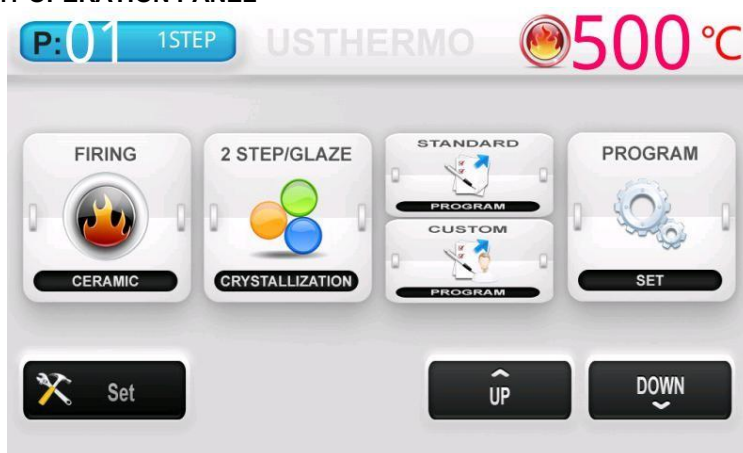 OPERATION PANEL
P:01 1STEP USTHERMO 500 ℃
FIRING
CERAMIC
2 STEP/GLAZE
CRYSTALLIZATION
STANDARD
PROGRAM
CUSTOM
PROGRAM
PROGRAM
SET
Set
UP
DOWN